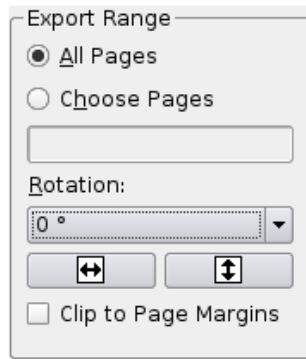 Export Range
All Pages
Choose Pages
Rotation:
0 °
Clip to Page Margins